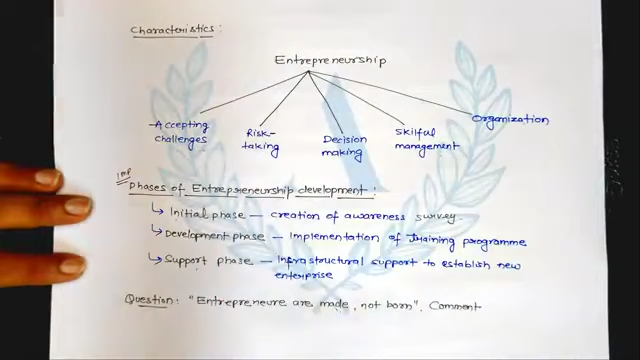 Characteristics:
Entrepreneurship
Accepting challenges
Risk-taking
Decision making
Skilful management
Organization
Imp
Phases of Entrepreneurship development:
↳ Initial phase — creation of awareness survey.
↳ Development phase — Implementation of training programme
↳ Support phase — Infrastructural support to establish new
enterprise
Question: "Entrepreneure are made, not born". Comment